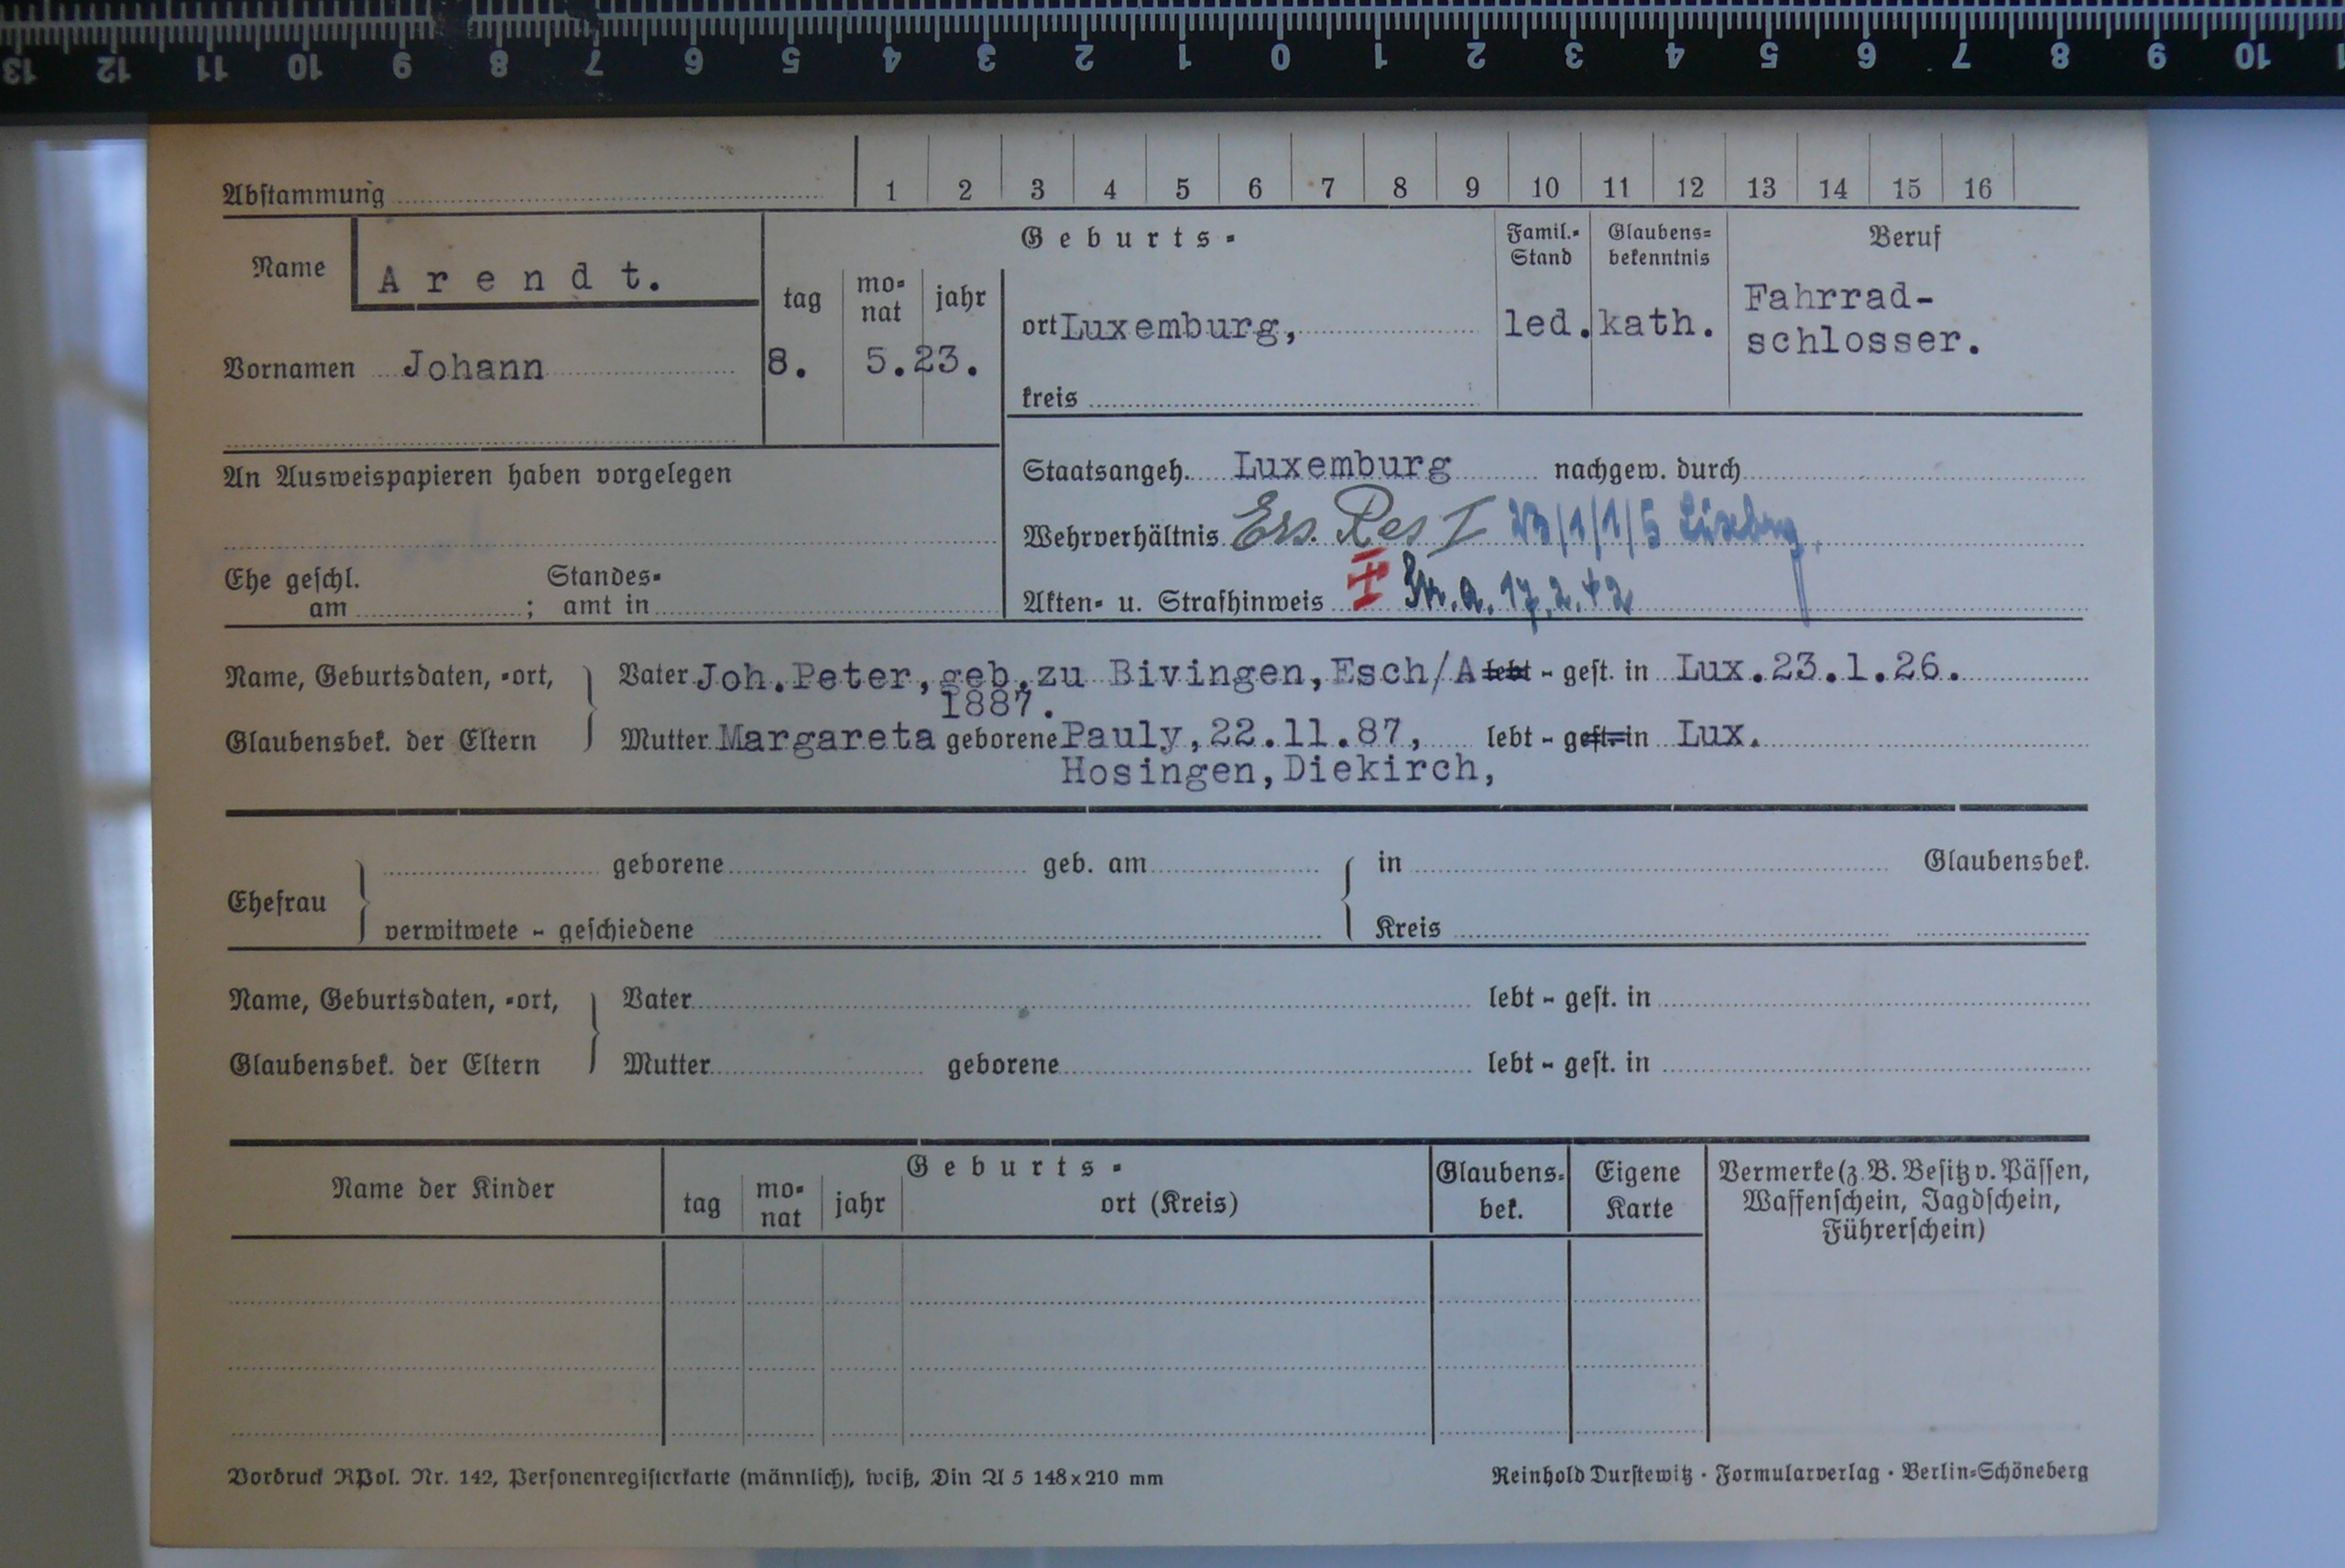 13 12 11 10 9 8 7 6 5 4 3 2 1 0 1 2 3 4 5 6 7 8 9 10
Abstammung 1 2 3 4 5 6 7 8 9 10 11 12 13 14 15 16
Name Arendt.
Vornamen Johann
Geburts-
tag mo-nat jahr
8. 5.23.
ort Luxemburg,
kreis
Famil.-Stand
led.
Glaubens-bekenntnis
kath.
Beruf
Fahrrad-
schlosser.
An Ausweispapieren haben vorgelegen
Staatsangeh. Luxemburg nachgew. durch
Wehrverhältnis Ers. Res I
Ehe geschl. am ; Standes-amt in
Akten- u. Strafhinweis Str. a. 17.2.42
Name, Geburtsdaten, -ort, Vater Joh.Peter, geb.zu Bivingen, Esch/A lebt - gest. in Lux.23.1.26.
1887.
Glaubensbek. der Eltern Mutter Margareta geborene Pauly,22.11.87, lebt - gest. in Lux.
Hosingen,Diekirch,
Ehefrau geborene geb. am in Glaubensbek.
verwitwete - geschiedene Kreis
Name, Geburtsdaten, -ort, Vater lebt - gest. in
Glaubensbek. der Eltern Mutter geborene lebt - gest. in
Name der Kinder
Geburts-
tag mo-nat jahr ort (Kreis)
Glaubens-bek.
Eigene Karte
Vermerke (z. B. Besitz v. Pässen,
Waffenschein, Jagdschein,
Führerschein)
Vordruck RPol. Nr. 142, Personenregisterkarte (männlich), weiß, Din A 5 148x210 mm
Reinhold Durstewitz · Formularverlag · Berlin-Schöneberg